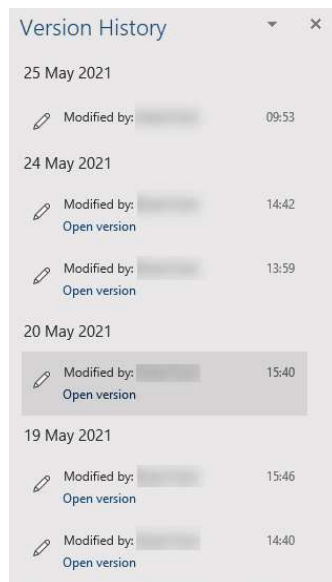 Version History
25 May 2021
Modified by: 09:53
24 May 2021
Modified by: 14:42
Open version
Modified by: 13:59
Open version
20 May 2021
Modified by: 15:40
Open version
19 May 2021
Modified by: 15:46
Open version
Modified by: 14:40
Open version